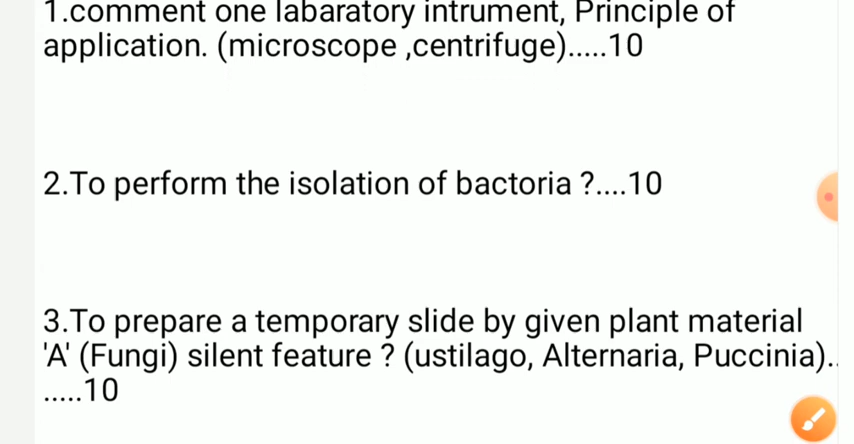 1.comment one labaratory intrument, Principle of
application. (microscope ,centrifuge).....10
2.To perform the isolation of bactoria ?....10
3.To prepare a temporary slide by given plant material
'A' (Fungi) silent feature ? (ustilago, Alternaria, Puccinia)..
.....10